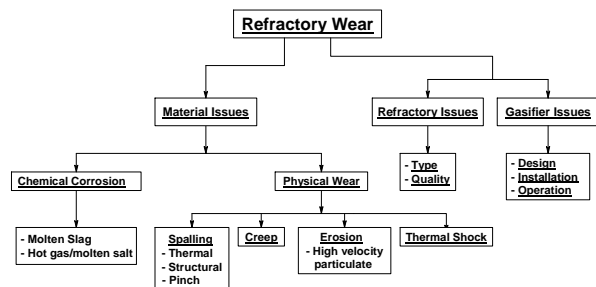 Refractory Wear
Material Issues
Refractory Issues
Gasifier Issues
- Type
- Quality
- Design
- Installation
- Operation
Chemical Corrosion
Physical Wear
- Molten Slag
- Hot gas/molten salt
Spalling
- Thermal
- Structural
- Pinch
Creep
Erosion
- High velocity
particulate
Thermal Shock